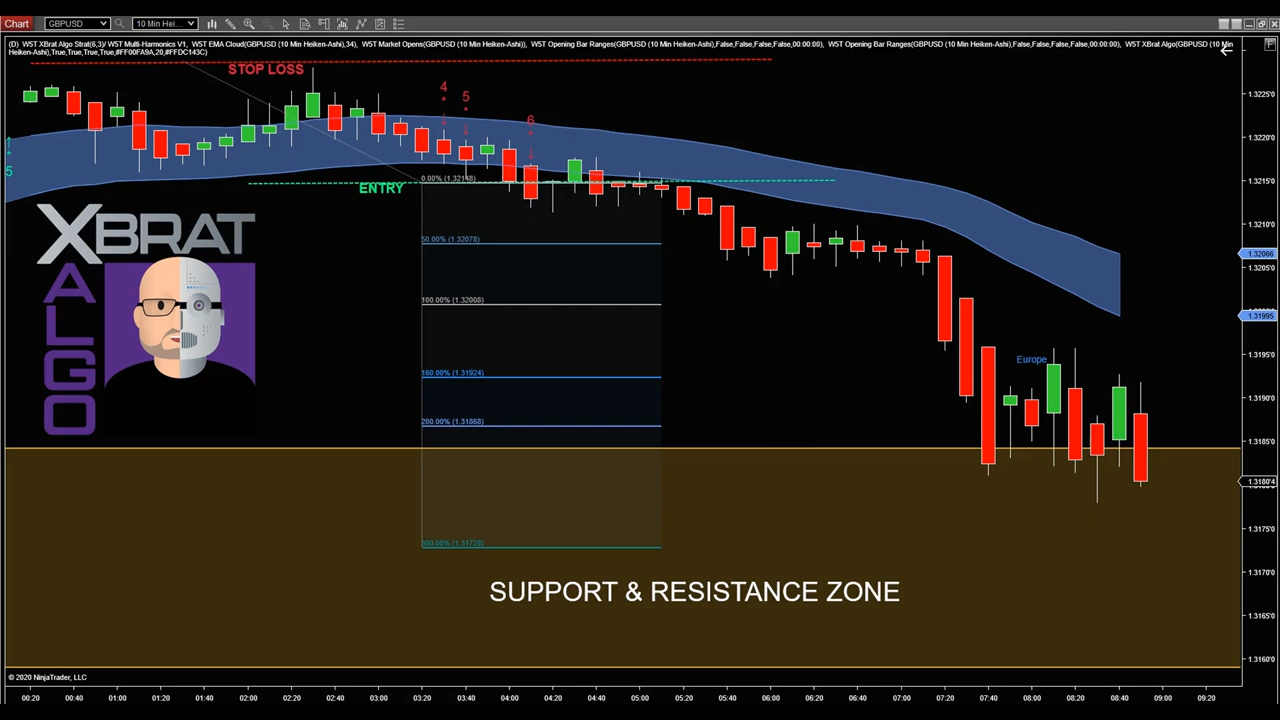 Chart
GBPUSD
10 Min Hei...
(D) WST XBrat Algo Strat(6,3)/ WST Multi-Harmonics V1, WST EMA Cloud(GBPUSD (10 Min Heiken-Ashi),34), WST Market Opens(GBPUSD (10 Min Heiken-Ashi)), WST Opening Bar Ranges(GBPUSD (10 Min Heiken-Ashi),False,False,False,False,00:00:00), WST Opening Bar Ranges(GBPUSD (10 Min Heiken-Ashi),False,False,False,False,00:00:00), WST XBrat Algo(GBPUSD (10 Min
Heiken-Ashi),True,True,True,True,#FF00FA9A,20,#FFDC143C)
F
STOP LOSS
4
5
6
5
ENTRY
0.00% (1.32148)
50.00% (1.32078)
100.00% (1.32008)
160.00% (1.31924)
200.00% (1.31868)
300.00% (1.31728)
XBRAT
ALGO
Europe
SUPPORT & RESISTANCE ZONE
1.3225'0
1.3220'0
1.3215'0
1.3210'0
1.32066
1.3205'0
1.31995
1.3195'0
1.3190'0
1.3185'0
1.3180'4
1.3175'0
1.3170'0
1.3165'0
1.3160'0
© 2020 NinjaTrader, LLC
00:20 00:40 01:00 01:20 01:40 02:00 02:20 02:40 03:00 03:20 03:40 04:00 04:20 04:40 05:00 05:20 05:40 06:00 06:20 06:40 07:00 07:20 07:40 08:00 08:20 08:40 09:00 09:20